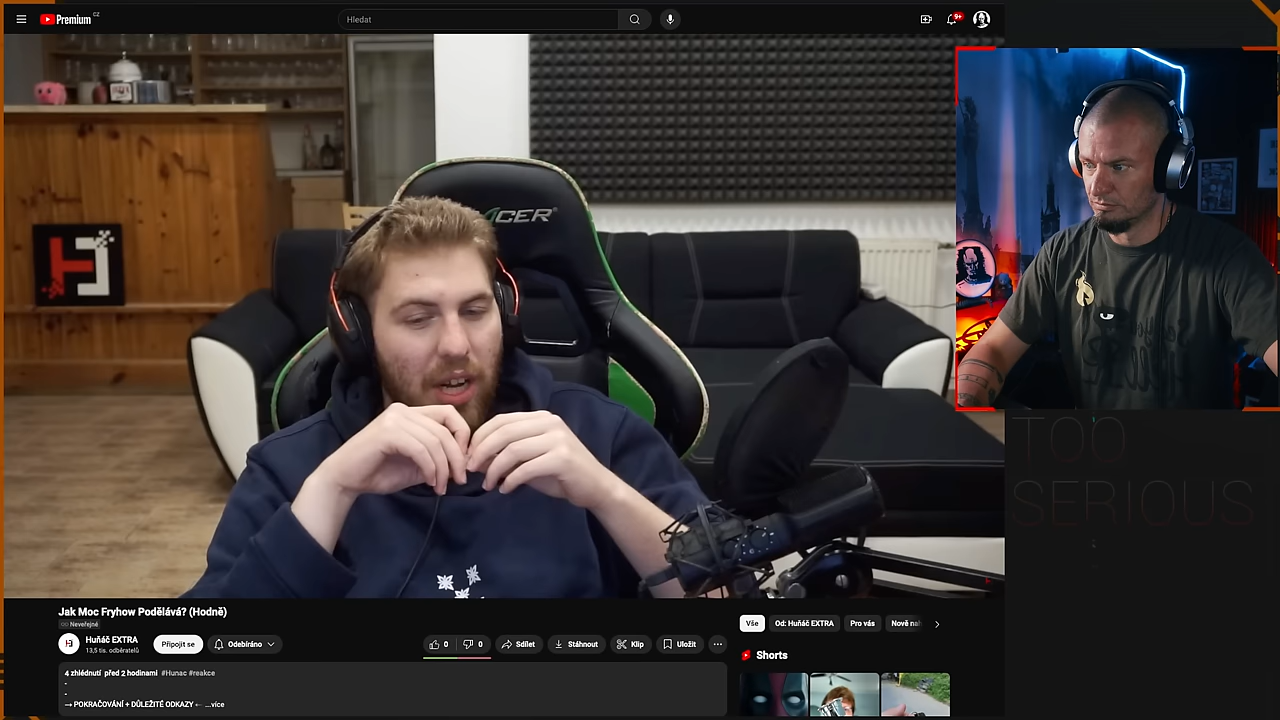 Premium CZ
Hledat
9+
ACER
Jak Moc Fryhow Podělává? (Hodně)
Neveřejné
Huňáč EXTRA
13,5 tis. odběratelů
Připojit se
Odebíráno
0
0
Sdílet
Stáhnout
Klip
Uložit
4 zhlédnutí před 2 hodinami #Hunac #reakce
-
-
→ POKRAČOVÁNÍ + DŮLEŽITÉ ODKAZY ← ...více
Vše
Od: Huňáč EXTRA
Pro vás
Shorts
TOO
SERIOUS